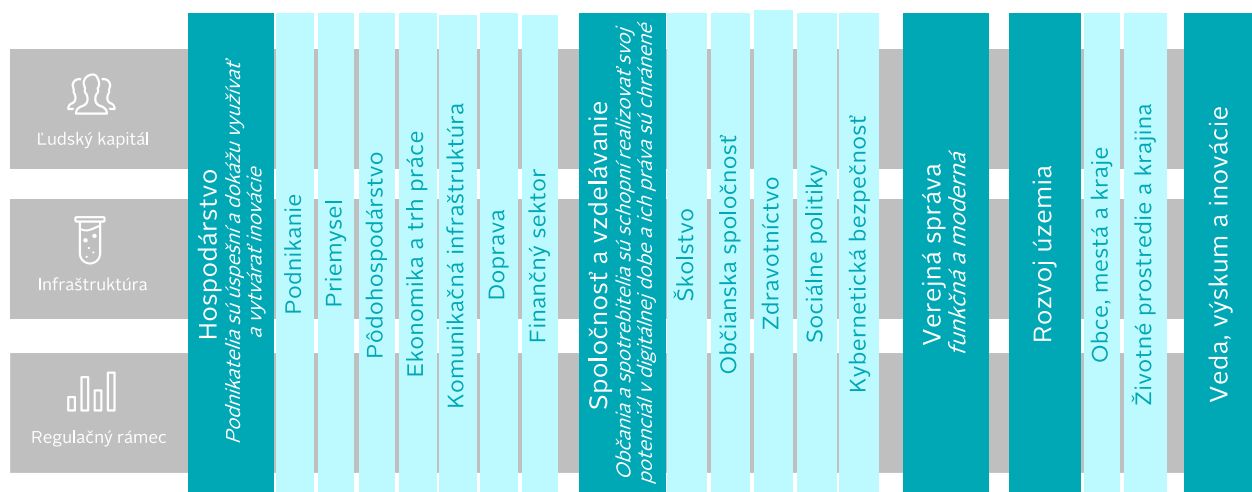 Ľudský kapitál
Infraštruktúra
Regulačný rámec
Hospodárstvo
Podnikatelia sú úspešní a dokážu využívať
a vytvárať inovácie
Podnikanie
Priemysel
Pôdohospodárstvo
Ekonomika a trh práce
Komunikačná infraštruktúra
Doprava
Finančný sektor
Spoločnosť a vzdelávanie
Občania a spotrebitelia sú schopní realizovať svoj
potenciál v digitálnej dobe a ich práva sú chránené
Školstvo
Občianska spoločnosť
Zdravotníctvo
Sociálne politiky
Kybernetická bezpečnosť
Verejná správa
funkčná a moderná
Rozvoj územia
Obce, mestá a kraje
Životné prostredie a krajina
Veda, výskum a inovácie